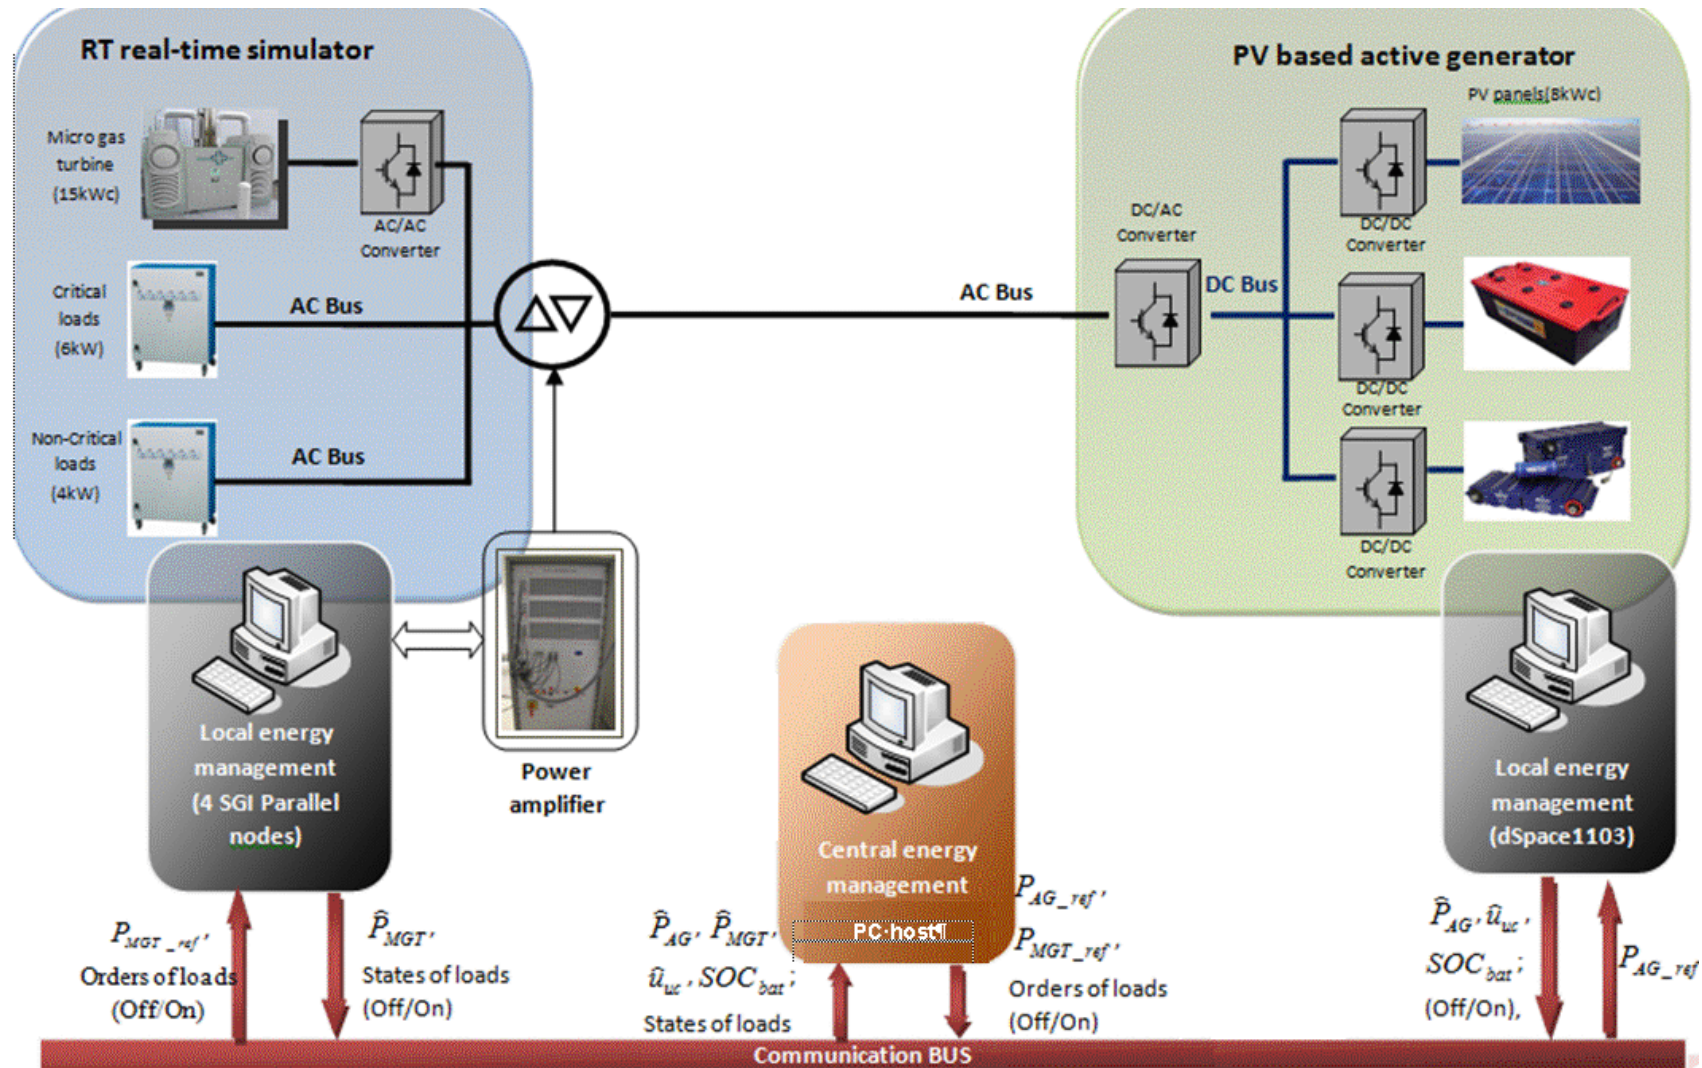 RT real-time simulator
Micro gas
turbine
(15kWc)
AC/AC
Converter
Critical
loads
(6kW)
AC Bus
Non-Critical
loads
(4kW)
AC Bus
AC Bus
PV based active generator
PV panels(8kWc)
DC/DC
Converter
DC/AC
Converter
DC Bus
DC/DC
Converter
DC/DC
Converter
Local energy
management
(4 SGI Parallel
nodes)
Power
amplifier
Central energy
management
PC·host¶
Local energy
management
(dSpace1103)
P_MGT_ref,
Orders of loads
(Off/On)
P̂_MGT,
States of loads
(Off/On)
P̂_AG, P̂_MGT,
û_uc, SOC_bat;
States of loads
P_AG_ref,
P_MGT_ref,
Orders of loads
(Off/On)
P̂_AG, û_uc,
SOC_bat;
(Off/On),
P_AG_ref
Communication BUS